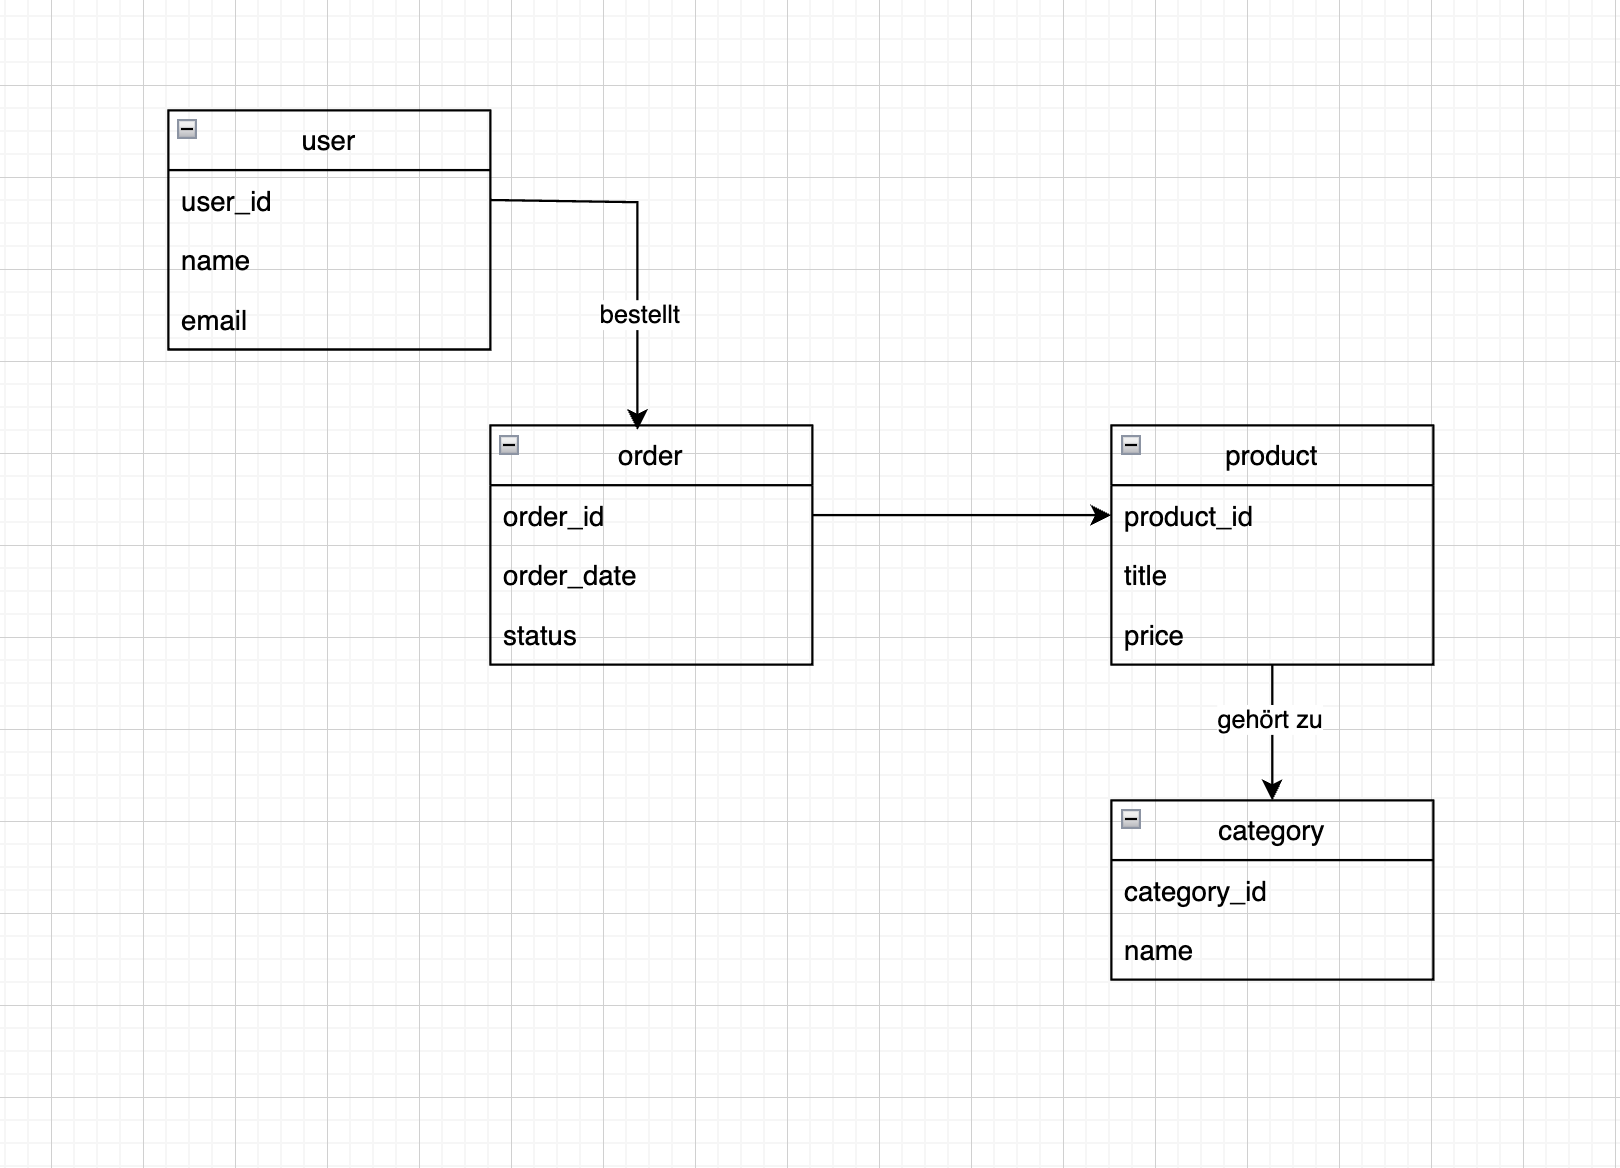 user
user_id
name
email
bestellt
order
order_id
order_date
status
product
product_id
title
price
gehört zu
category
category_id
name